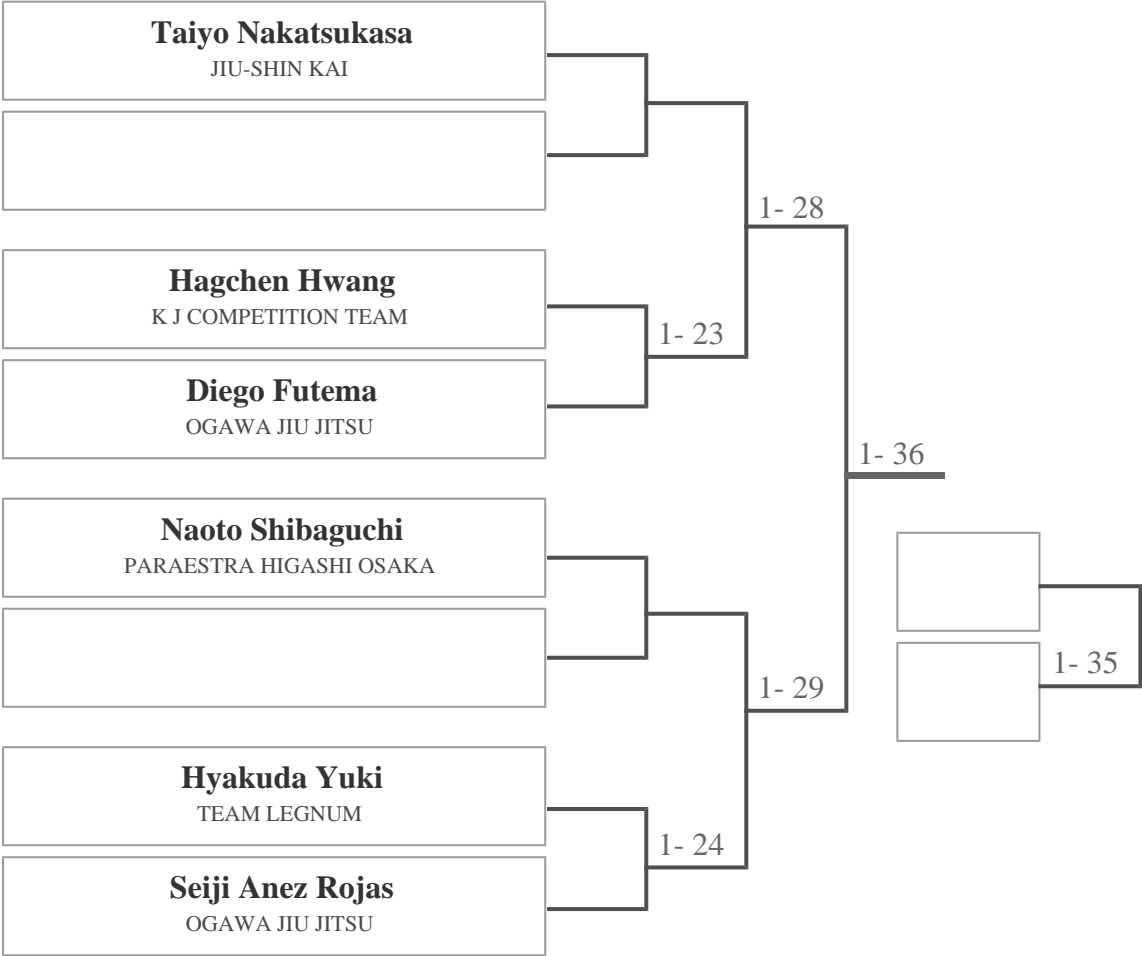 Taiyo Nakatsukasa
JIU-SHIN KAI
1- 28
Hagchen Hwang
K J COMPETITION TEAM
1- 23
Diego Futema
OGAWA JIU JITSU
1- 36
Naoto Shibaguchi
PARAESTRA HIGASHI OSAKA
1- 35
1- 29
Hyakuda Yuki
TEAM LEGNUM
1- 24
Seiji Anez Rojas
OGAWA JIU JITSU